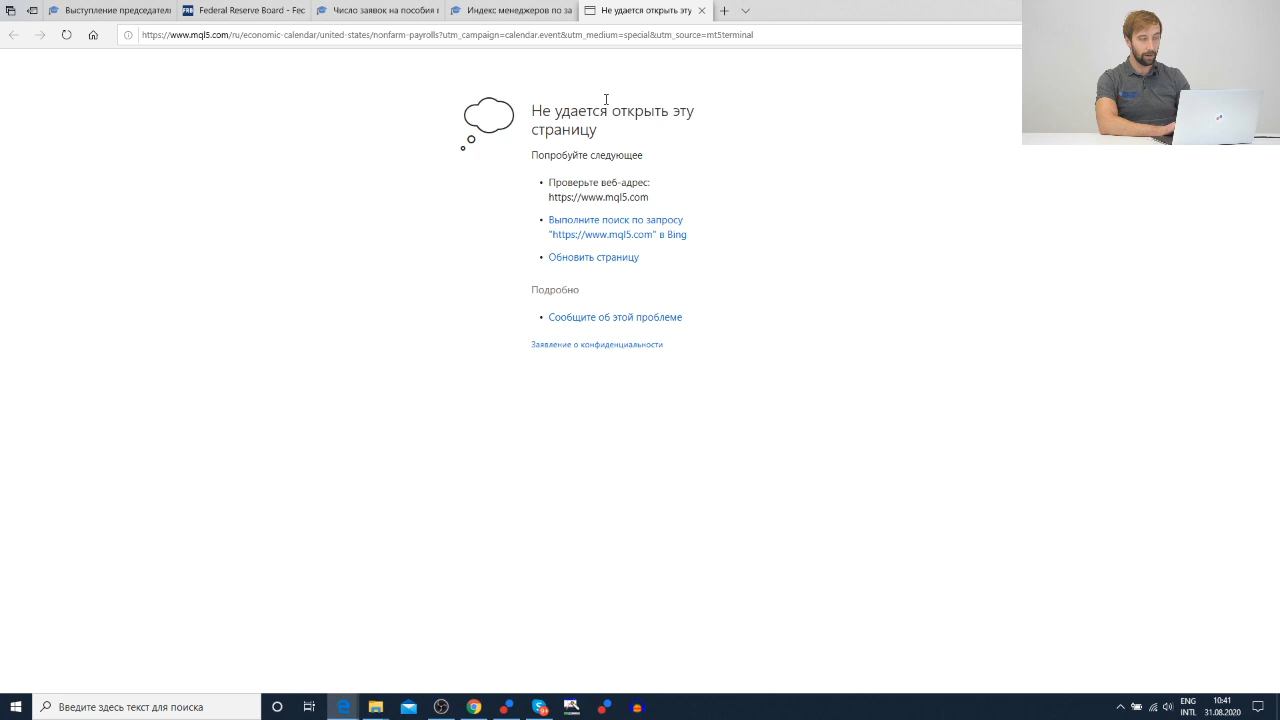 Выступление председател
Federal Reserve Board - Fec
Число заявок на пособия г
Индекс менеджеров по за
Не удается открыть эту
https://www.mql5.com/ru/economic-calendar/united-states/nonfarm-payrolls?utm_campaign=calendar.event&utm_medium=special&utm_source=mt5terminal
Не удается открыть эту
страницу
Попробуйте следующее
• Проверьте веб-адрес:
https://www.mql5.com
• Выполните поиск по запросу
"https://www.mql5.com" в Bing
• Обновить страницу
Подробно
• Сообщите об этой проблеме
Заявление о конфиденциальности
Введите здесь текст для поиска
ENG
INTL
10:41
31.08.2020